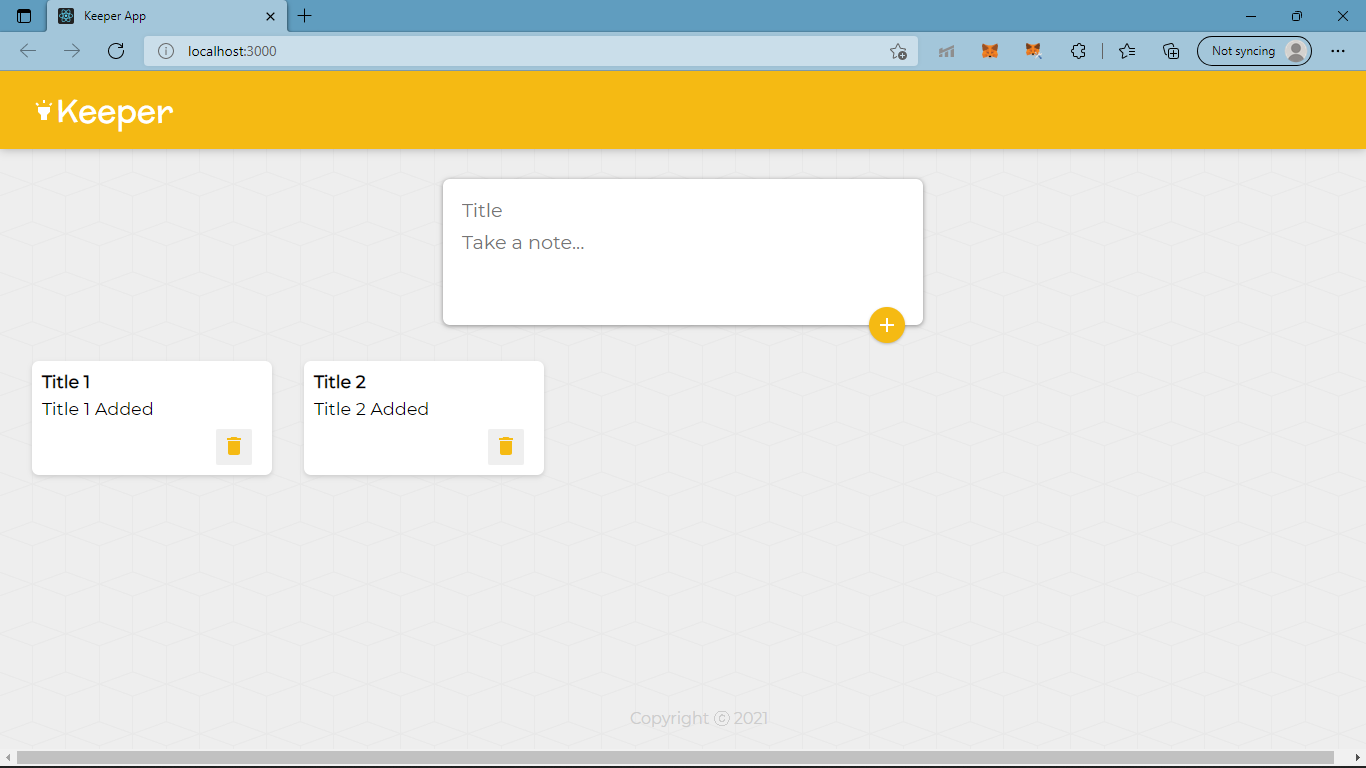 Keeper App
localhost:3000
Not syncing
Keeper
Title
Take a note...
Title 1
Title 1 Added
Title 2
Title 2 Added
Copyright ⓒ 2021